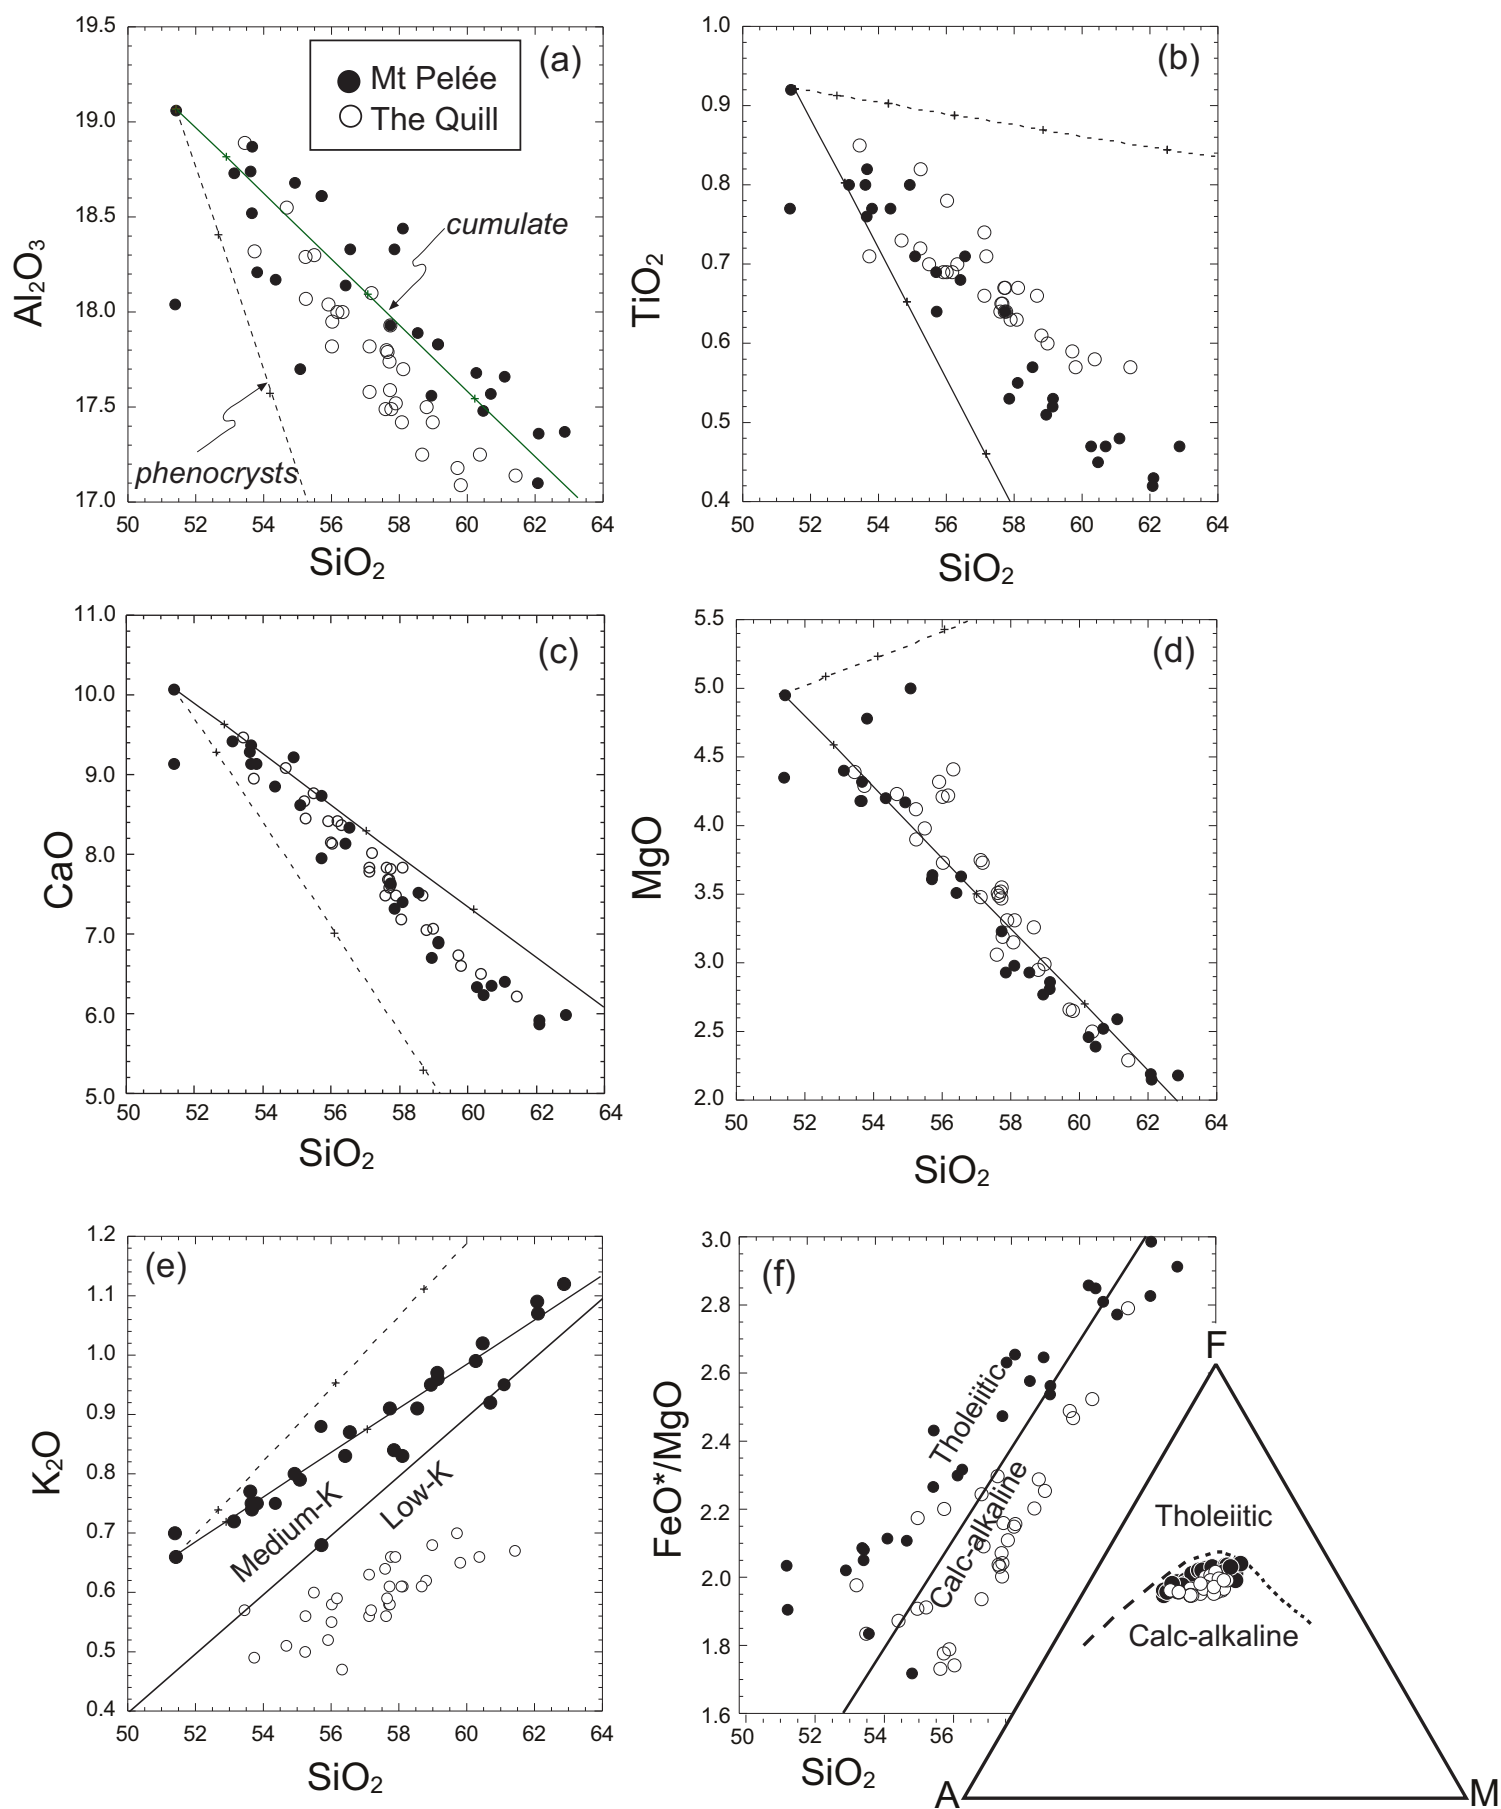 (a)
Mt Pelée
The Quill
cumulate
phenocrysts
Al₂O₃
19.5
19.0
18.5
18.0
17.5
17.0
50 52 54 56 58 60 62 64
SiO₂
(b)
TiO₂
1.0
0.9
0.8
0.7
0.6
0.5
0.4
50 52 54 56 58 60 62 64
SiO₂
(c)
CaO
11.0
10.0
9.0
8.0
7.0
6.0
5.0
50 52 54 56 58 60 62 64
SiO₂
(d)
MgO
5.5
5.0
4.5
4.0
3.5
3.0
2.5
2.0
50 52 54 56 58 60 62 64
SiO₂
(e)
K₂O
1.2
1.1
1.0
0.9
0.8
0.7
0.6
0.5
0.4
Medium-K
Low-K
50 52 54 56 58 60 62 64
SiO₂
(f)
FeO*/MgO
3.0
2.8
2.6
2.4
2.2
2.0
1.8
1.6
Tholeiitic
Calc-alkaline
50 52 54 56
SiO₂
F
Tholeiitic
Calc-alkaline
A M